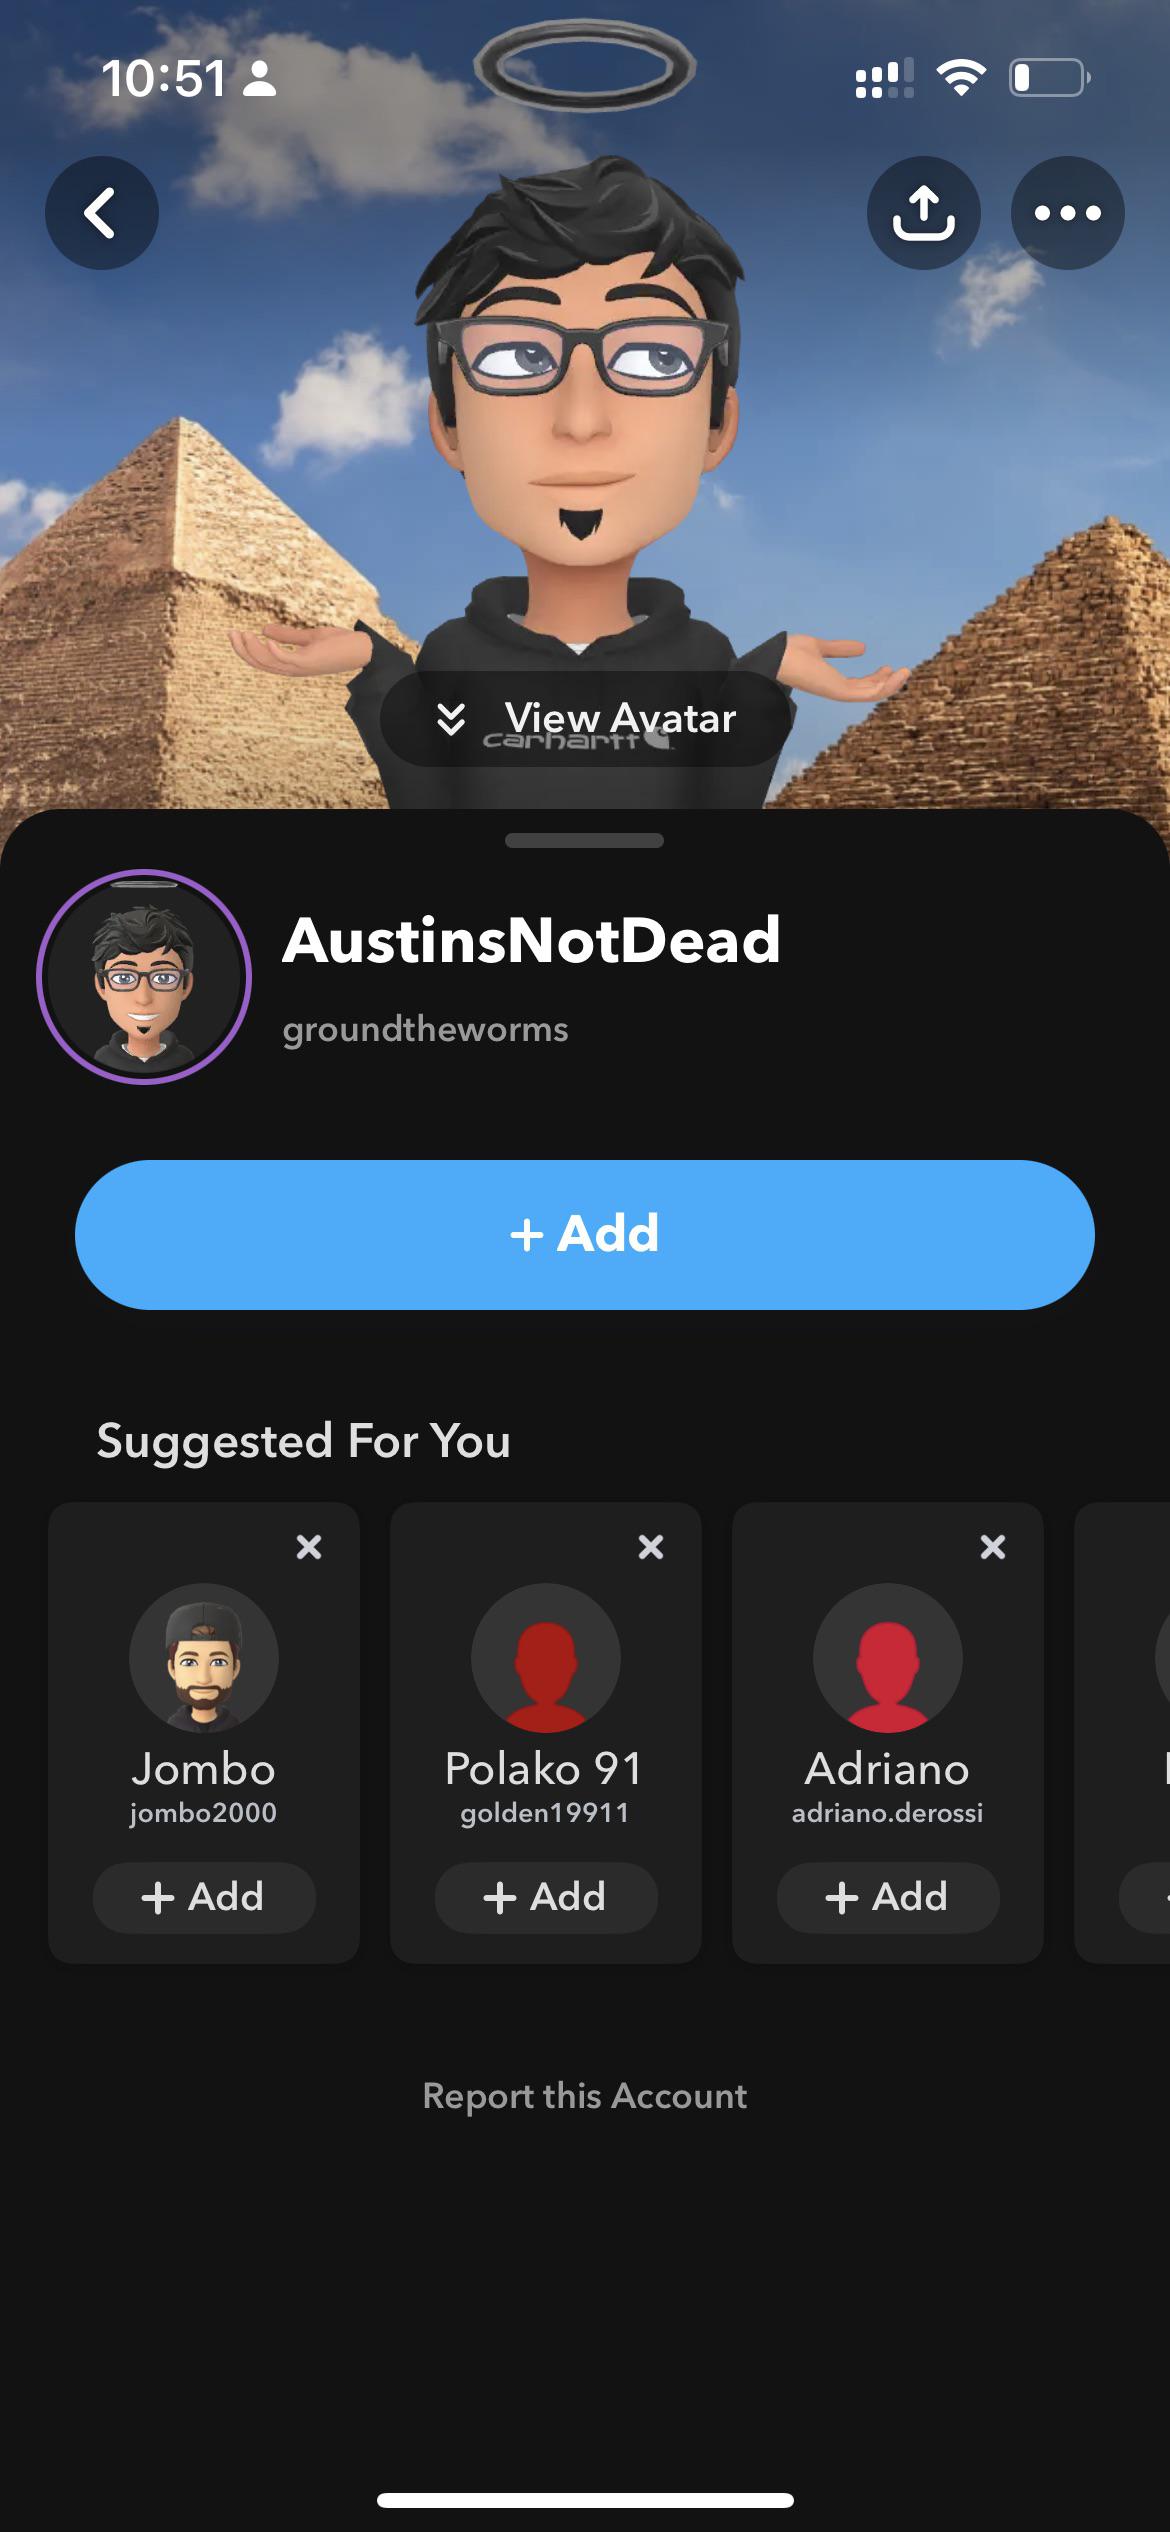 10:51
View Avatar
carhartt
AustinsNotDead
groundtheworms
+ Add
Suggested For You
Jombo
jombo2000
+ Add
Polako 91
golden19911
+ Add
Adriano
adriano.derossi
+ Add
Report this Account